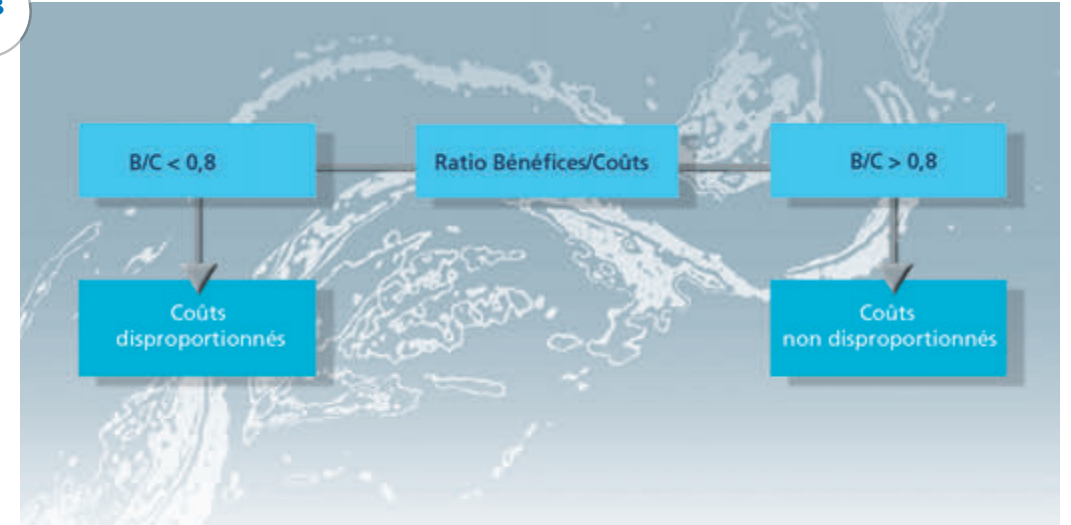 B/C < 0,8
Ratio Bénéfices/Coûts
B/C > 0,8
Coûts
disproportionnés
Coûts
non disproportionnés